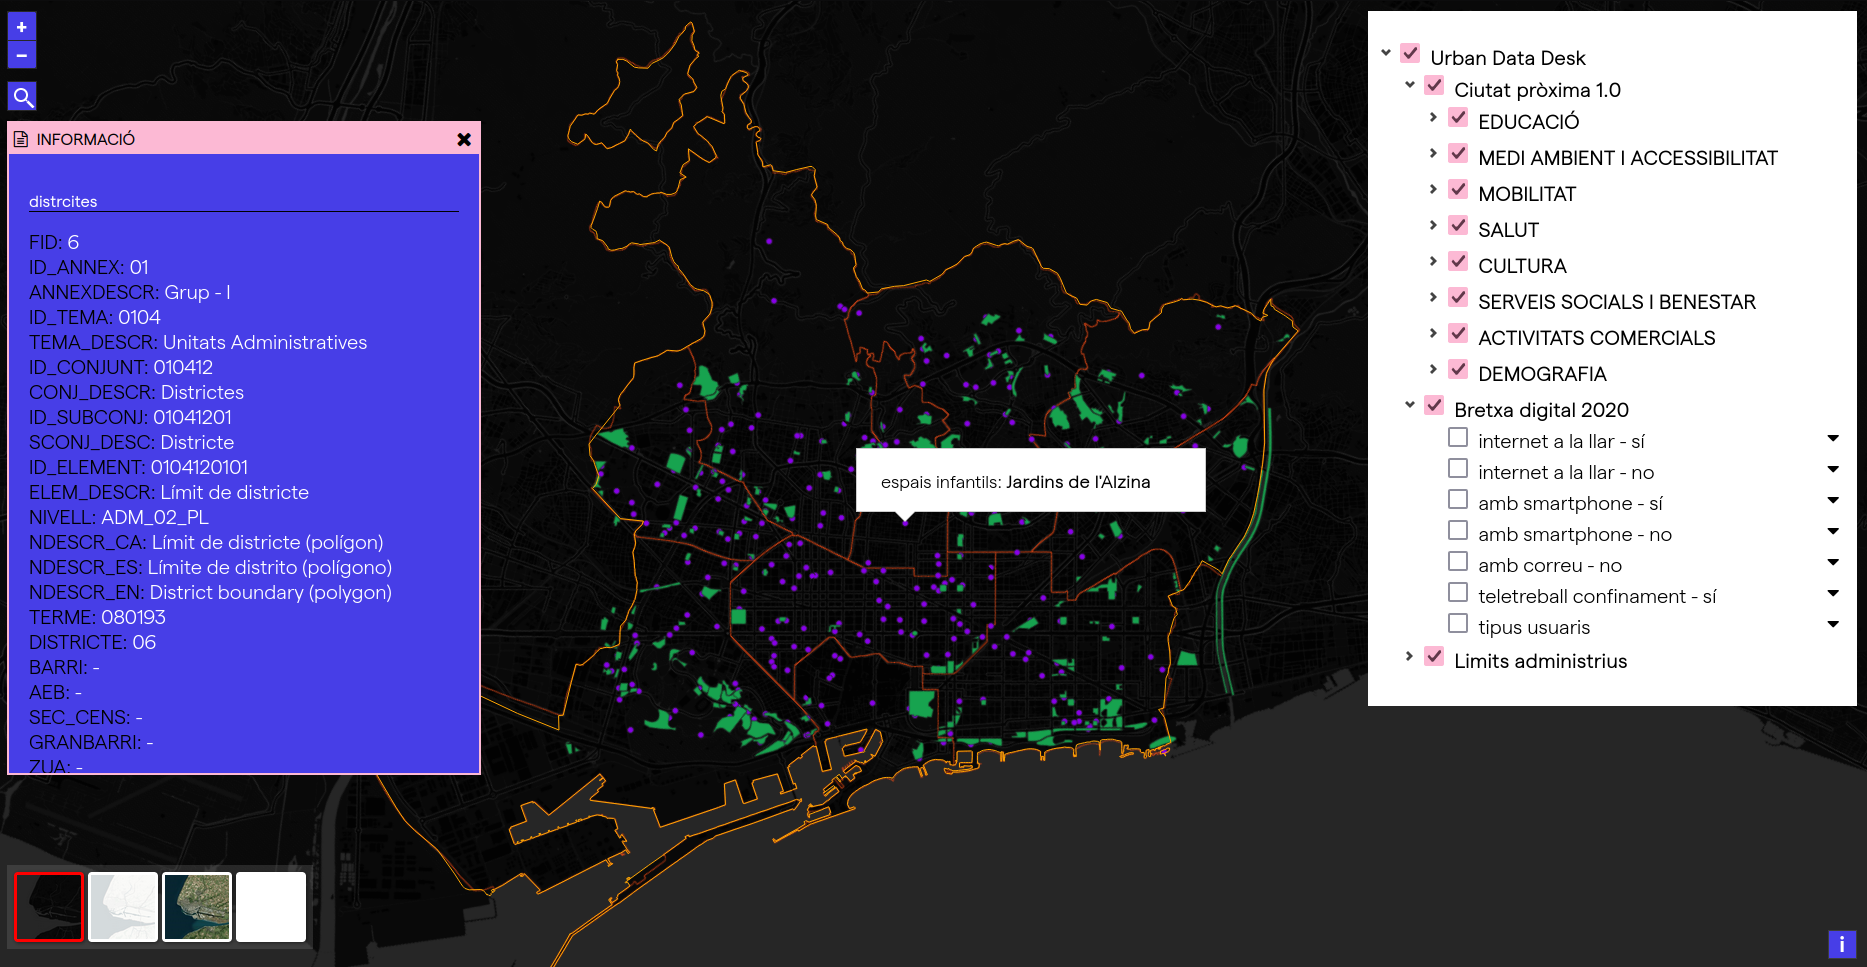 +
−
INFORMACIÓ
distrcites
FID: 6
ID_ANNEX: 01
ANNEXDESCR: Grup - I
ID_TEMA: 0104
TEMA_DESCR: Unitats Administratives
ID_CONJUNT: 010412
CONJ_DESCR: Districtes
ID_SUBCONJ: 01041201
SCONJ_DESC: Districte
ID_ELEMENT: 0104120101
ELEM_DESCR: Límit de districte
NIVELL: ADM_02_PL
NDESCR_CA: Límit de districte (polígon)
NDESCR_ES: Límite de distrito (polígono)
NDESCR_EN: District boundary (polygon)
TERME: 080193
DISTRICTE: 06
BARRI: -
AEB: -
SEC_CENS: -
GRANBARRI: -
ZUA: -
espais infantils: Jardins de l'Alzina
Urban Data Desk
Ciutat pròxima 1.0
EDUCACIÓ
MEDI AMBIENT I ACCESSIBILITAT
MOBILITAT
SALUT
CULTURA
SERVEIS SOCIALS I BENESTAR
ACTIVITATS COMERCIALS
DEMOGRAFIA
Bretxa digital 2020
internet a la llar - sí
internet a la llar - no
amb smartphone - sí
amb smartphone - no
amb correu - no
teletreball confinament - sí
tipus usuaris
Limits administrius
i